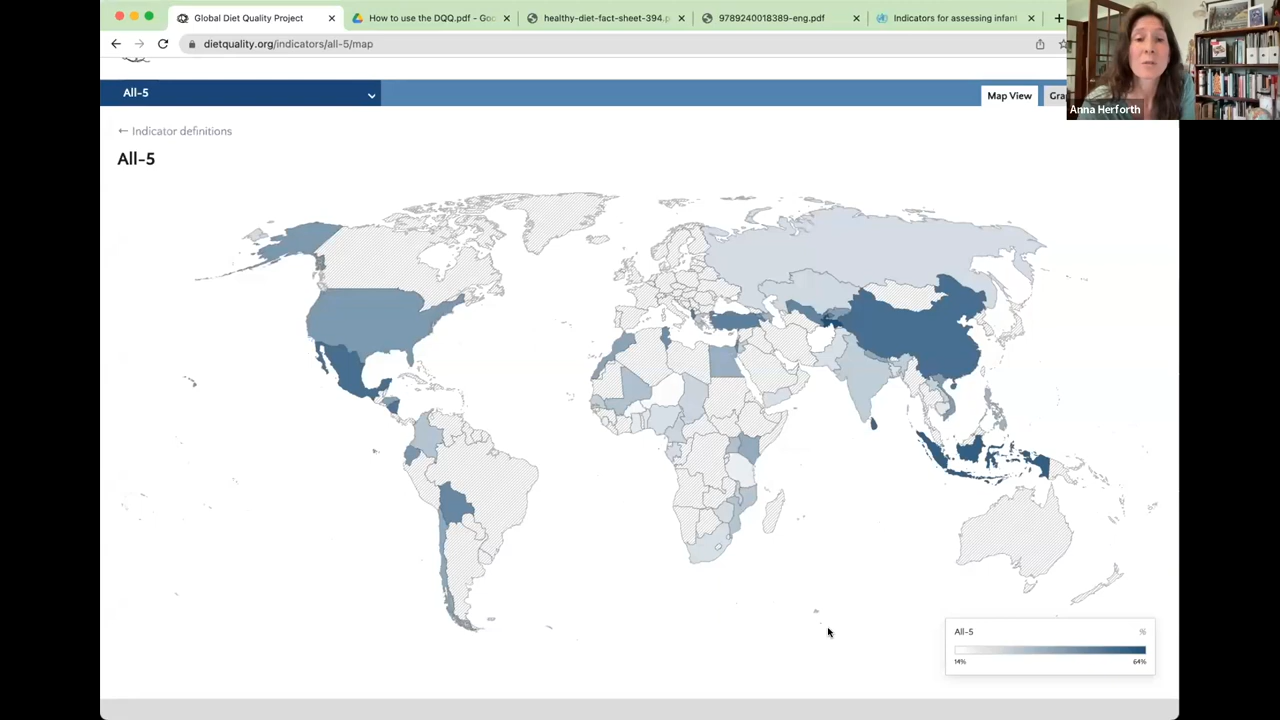 Global Diet Quality Project
How to use the DQQ.pdf - Goo
healthy-diet-fact-sheet-394.p
9789240018389-eng.pdf
Indicators for assessing infant
dietquality.org/indicators/all-5/map
Anna Herforth
All-5
Map View
Gra
← Indicator definitions
All-5
All-5
%
14%
64%